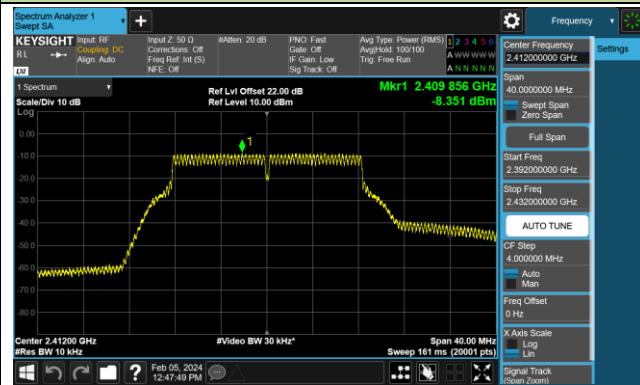 Spectrum Analyzer 1
Swept SA
+
Frequency
KEYSIGHT
Input: RF
Input Z: 50 Ω
#Atten: 20 dB
PNO: Fast
Avg Type: Power (RMS)
1 2 3 4 5 6
R L
Coupling: DC
Corrections: Off
Gate: Off
Avg|Hold: 100/100
A W W W W W
Align: Auto
Freq Ref: Int (S)
IF Gain: Low
Trig: Free Run
NFE: Off
Sig Track: Off
A N N N N N
LXI
1 Spectrum
Ref Lvl Offset 22.00 dB
Mkr1 2.409 856 GHz
Scale/Div 10 dB
Ref Level 10.00 dBm
-8.351 dBm
Log
1
0.00
-10.0
-20.0
-30.0
-40.0
-50.0
-60.0
-70.0
-80.0
Center 2.41200 GHz
#Video BW 30 kHz*
Span 40.00 MHz
#Res BW 10 kHz
Sweep 161 ms (20001 pts)
Feb 05, 2024
12:47:49 PM
?
Center Frequency
2.412000000 GHz
Settings
Span
40.0000000 MHz
Swept Span
Zero Span
Full Span
Start Freq
2.392000000 GHz
Stop Freq
2.432000000 GHz
AUTO TUNE
CF Step
4.000000 MHz
Auto
Man
Freq Offset
0 Hz
X Axis Scale
Log
Lin
Signal Track
(Span Zoom)